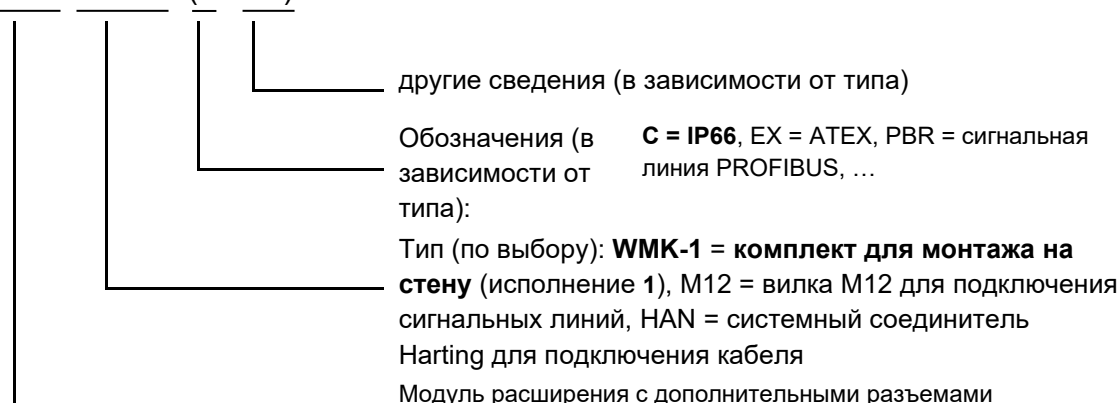 другие сведения (в зависимости от типа)
Обозначения (в зависимости от типа):
C = IP66, EX = ATEX, PBR = сигнальная
линия PROFIBUS, …
Тип (по выбору): WMK-1 = комплект для монтажа на
стену (исполнение 1), M12 = вилка M12 для подключения
сигнальных линий, HAN = системный соединитель
Harting для подключения кабеля
Модуль расширения с дополнительными разъемами